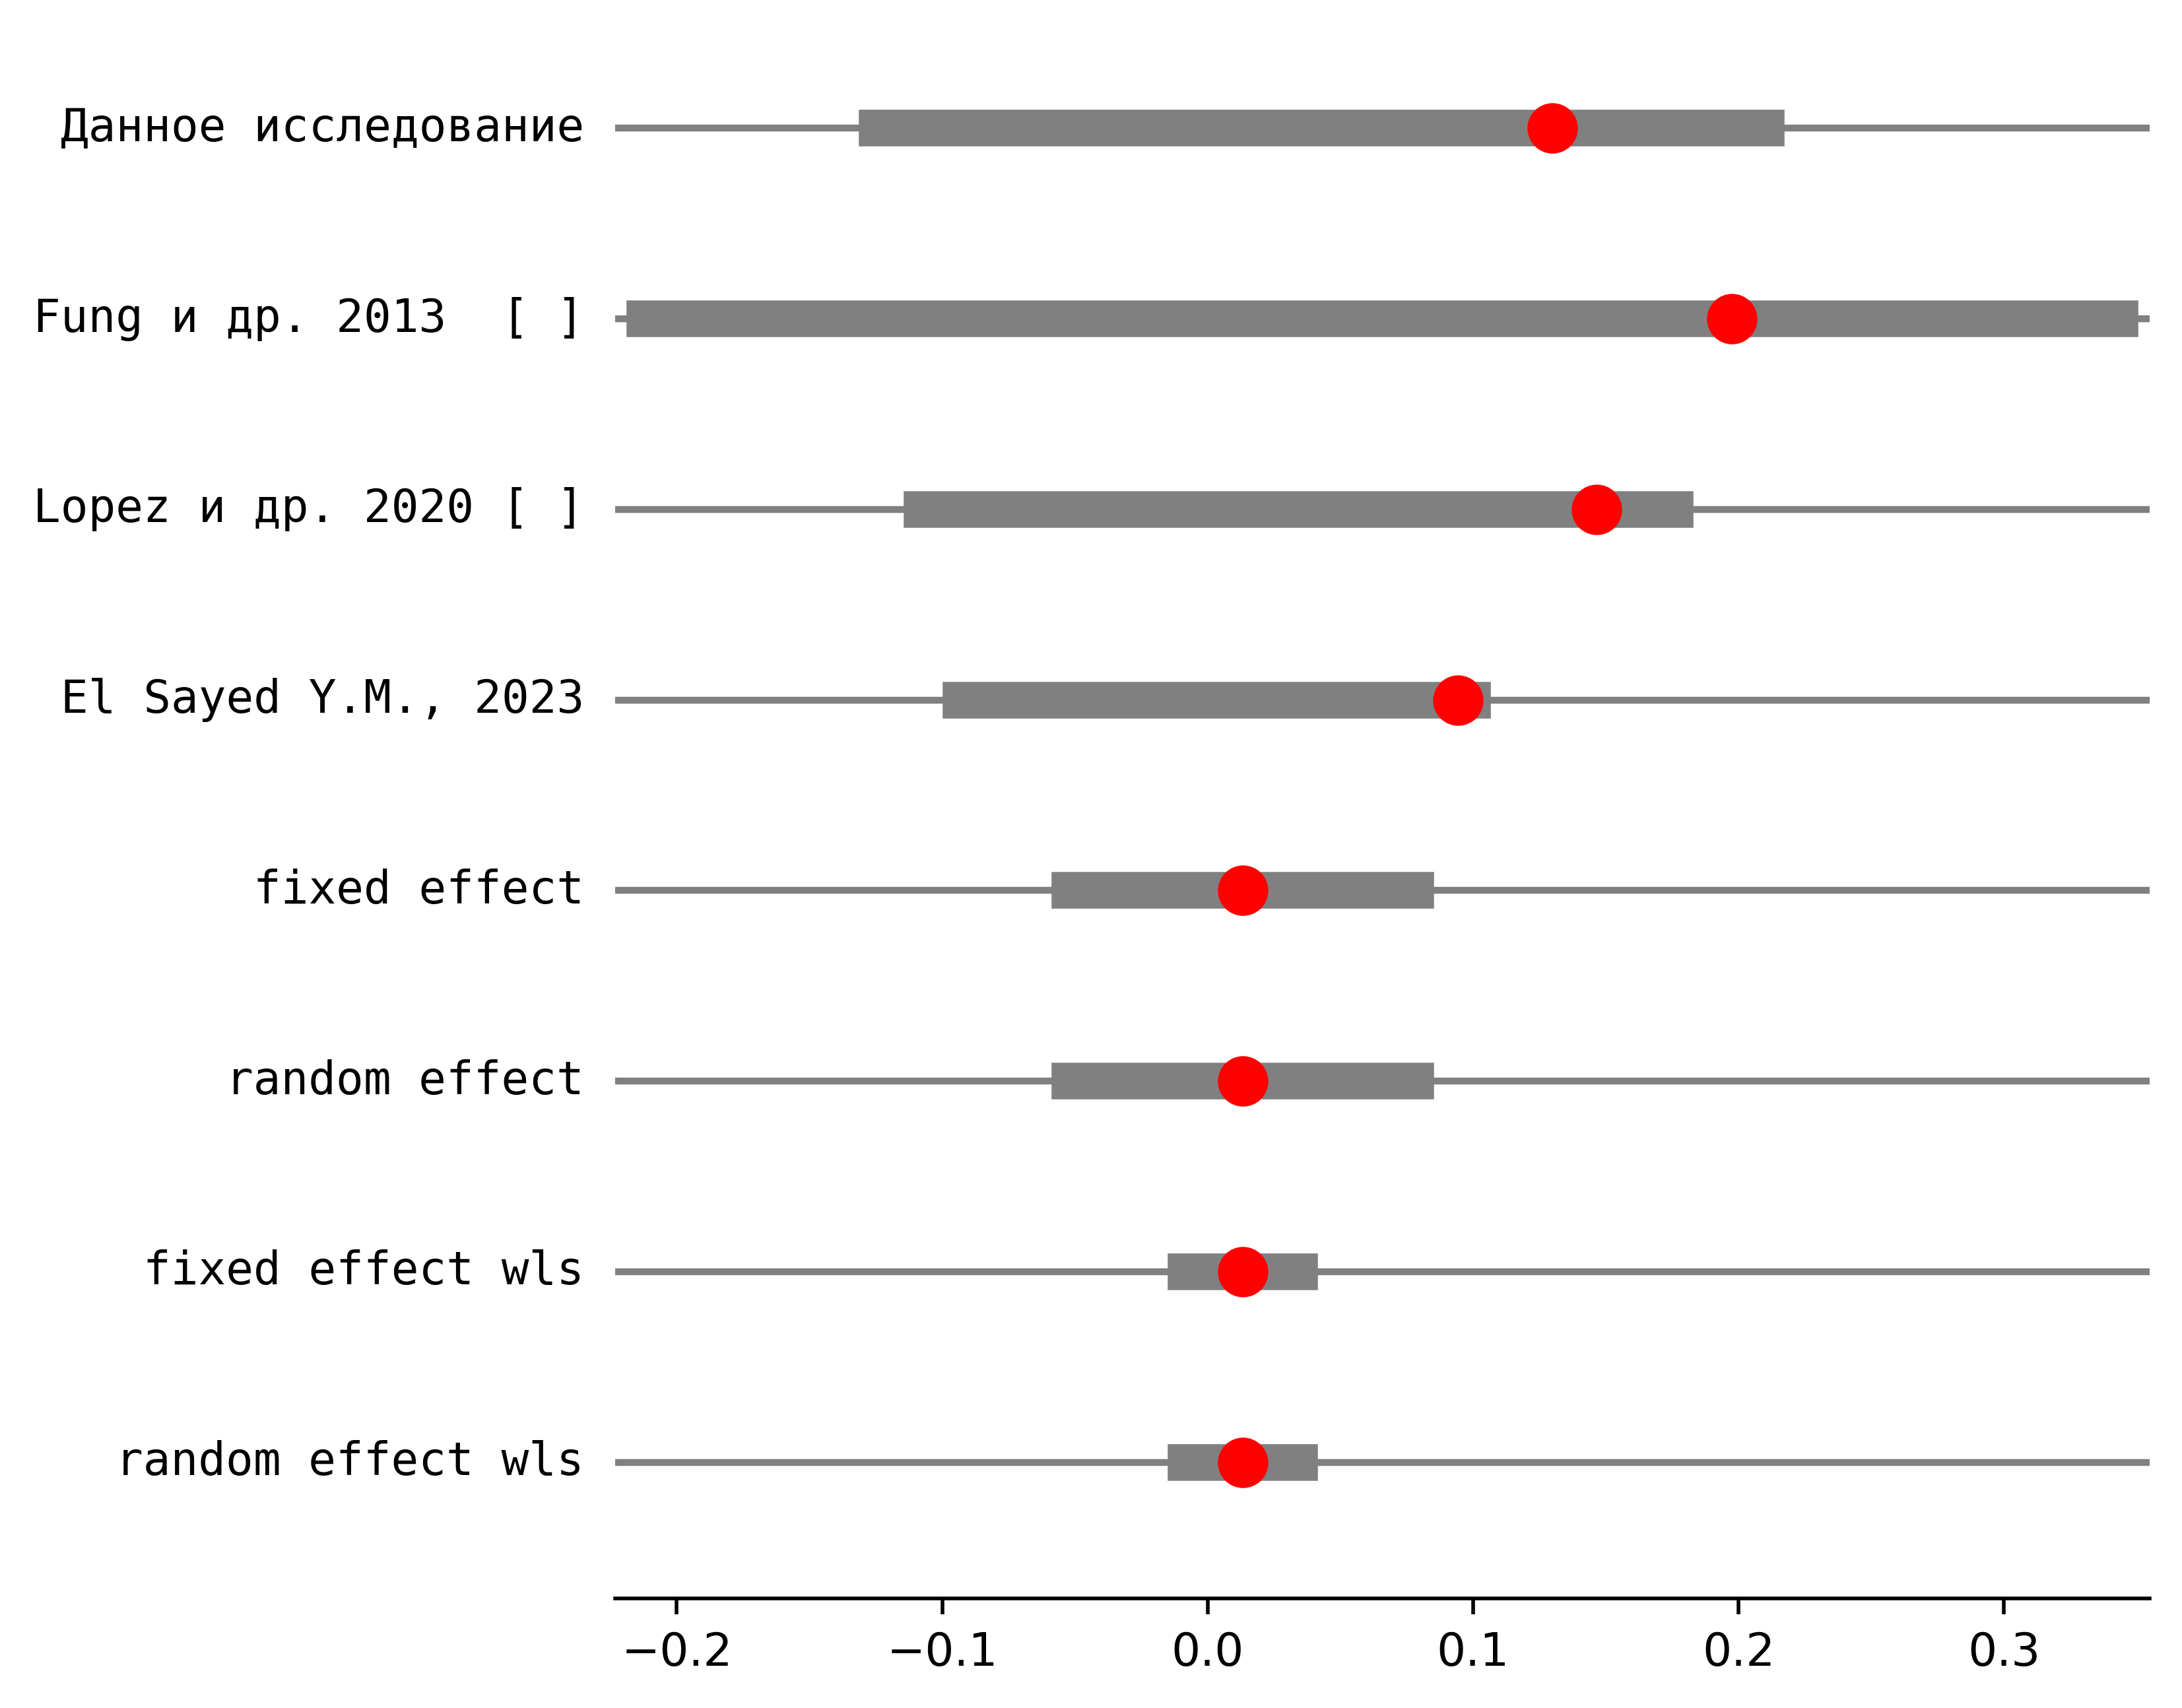 Данное исследование
Fung и др. 2013  [ ]
Lopez и др. 2020 [ ]
El Sayed Y.M., 2023
fixed effect
random effect
fixed effect wls
random effect wls
−0.2 −0.1 0.0 0.1 0.2 0.3